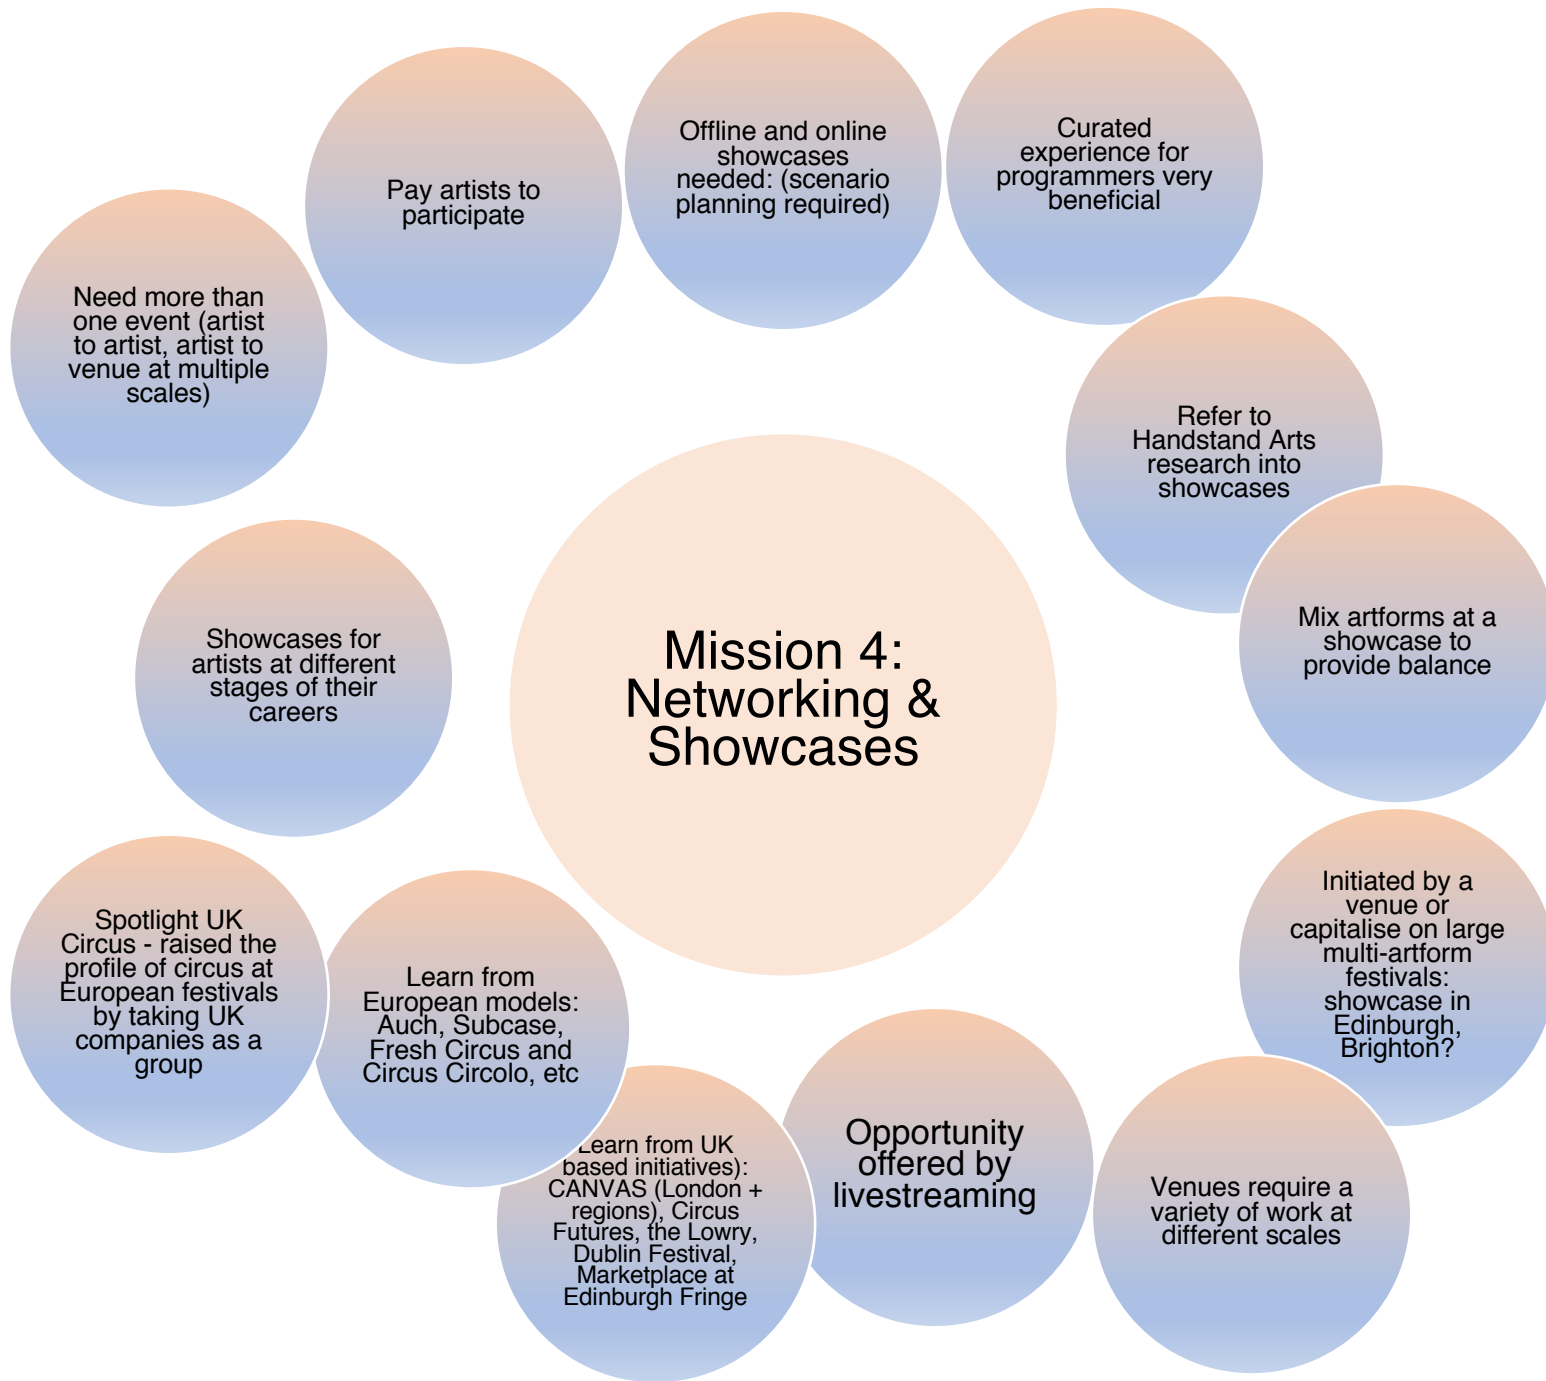 Mission 4:
Networking &
Showcases
Offline and online
showcases
needed: (scenario
planning required)
Curated
experience for
programmers very
beneficial
Refer to
Handstand Arts
research into
showcases
Mix artforms at a
showcase to
provide balance
Initiated by a
venue or
capitalise on large
multi-artform
festivals:
showcase in
Edinburgh,
Brighton?
Venues require a
variety of work at
different scales
Opportunity
offered by
livestreaming
Learn from UK
based initiatives):
CANVAS (London +
regions), Circus
Futures, the Lowry,
Dublin Festival,
Marketplace at
Edinburgh Fringe
Learn from
European models:
Auch, Subcase,
Fresh Circus and
Circus Circolo, etc
Spotlight UK
Circus - raised the
profile of circus at
European festivals
by taking UK
companies as a
group
Showcases for
artists at different
stages of their
careers
Need more than
one event (artist
to artist, artist to
venue at multiple
scales)
Pay artists to
participate